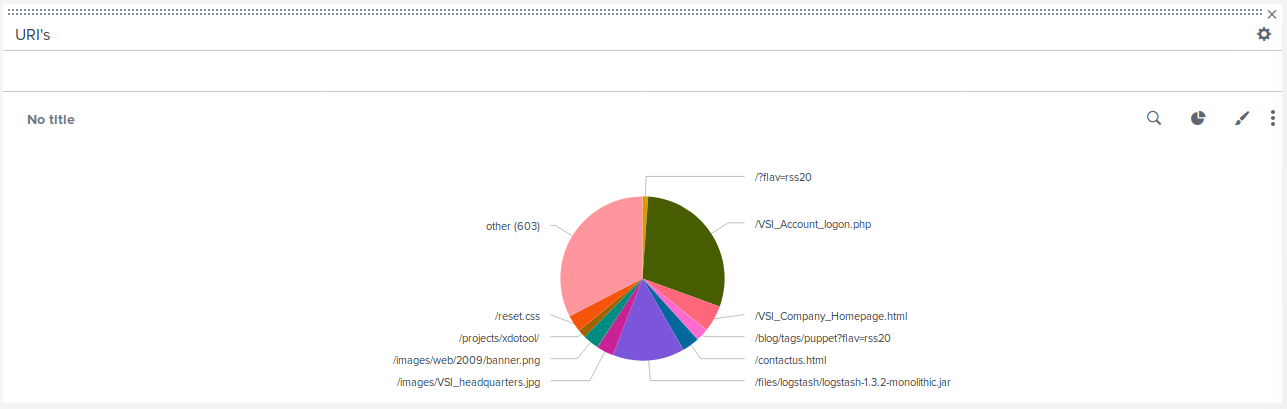 URI's
No title
/?flav=rss20
other (603)
/VSI_Account_logon.php
/reset.css
/VSI_Company_Homepage.html
/projects/xdotool/
/blog/tags/puppet?flav=rss20
/images/web/2009/banner.png
/contactus.html
/images/VSI_headquarters.jpg
/files/logstash/logstash-1.3.2-monolithic.jar